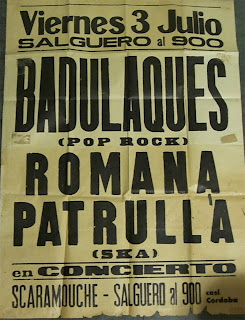 Viernes 3 Julio
SALGUERO al 900
BADULAQUES
(POP ROCK)
ROMANA
PATRULLA
(SKA)
en CONCIERTO
SCARAMOUCHE - SALGUERO al 900 casi Cordoba